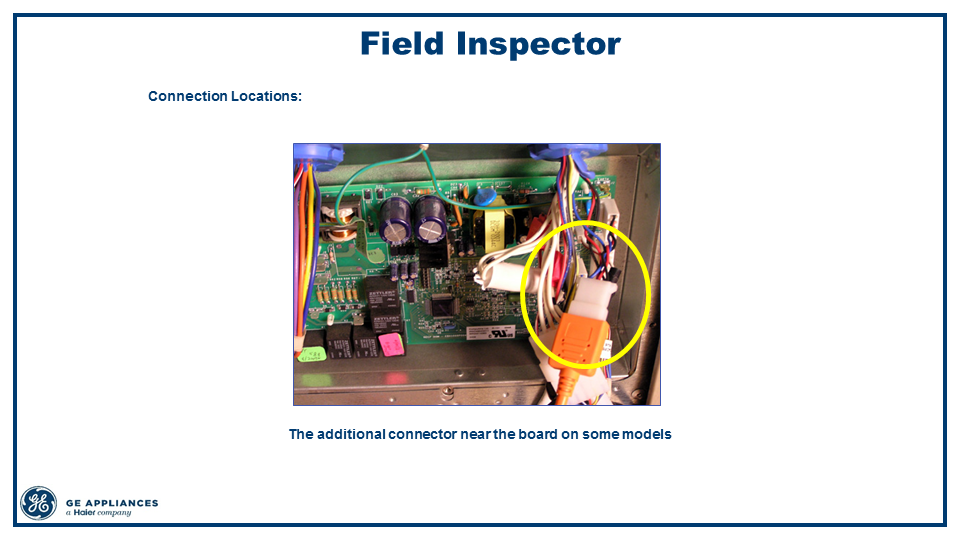 Field Inspector
Connection Locations:
The additional connector near the board on some models
GE APPLIANCES
a Haier company